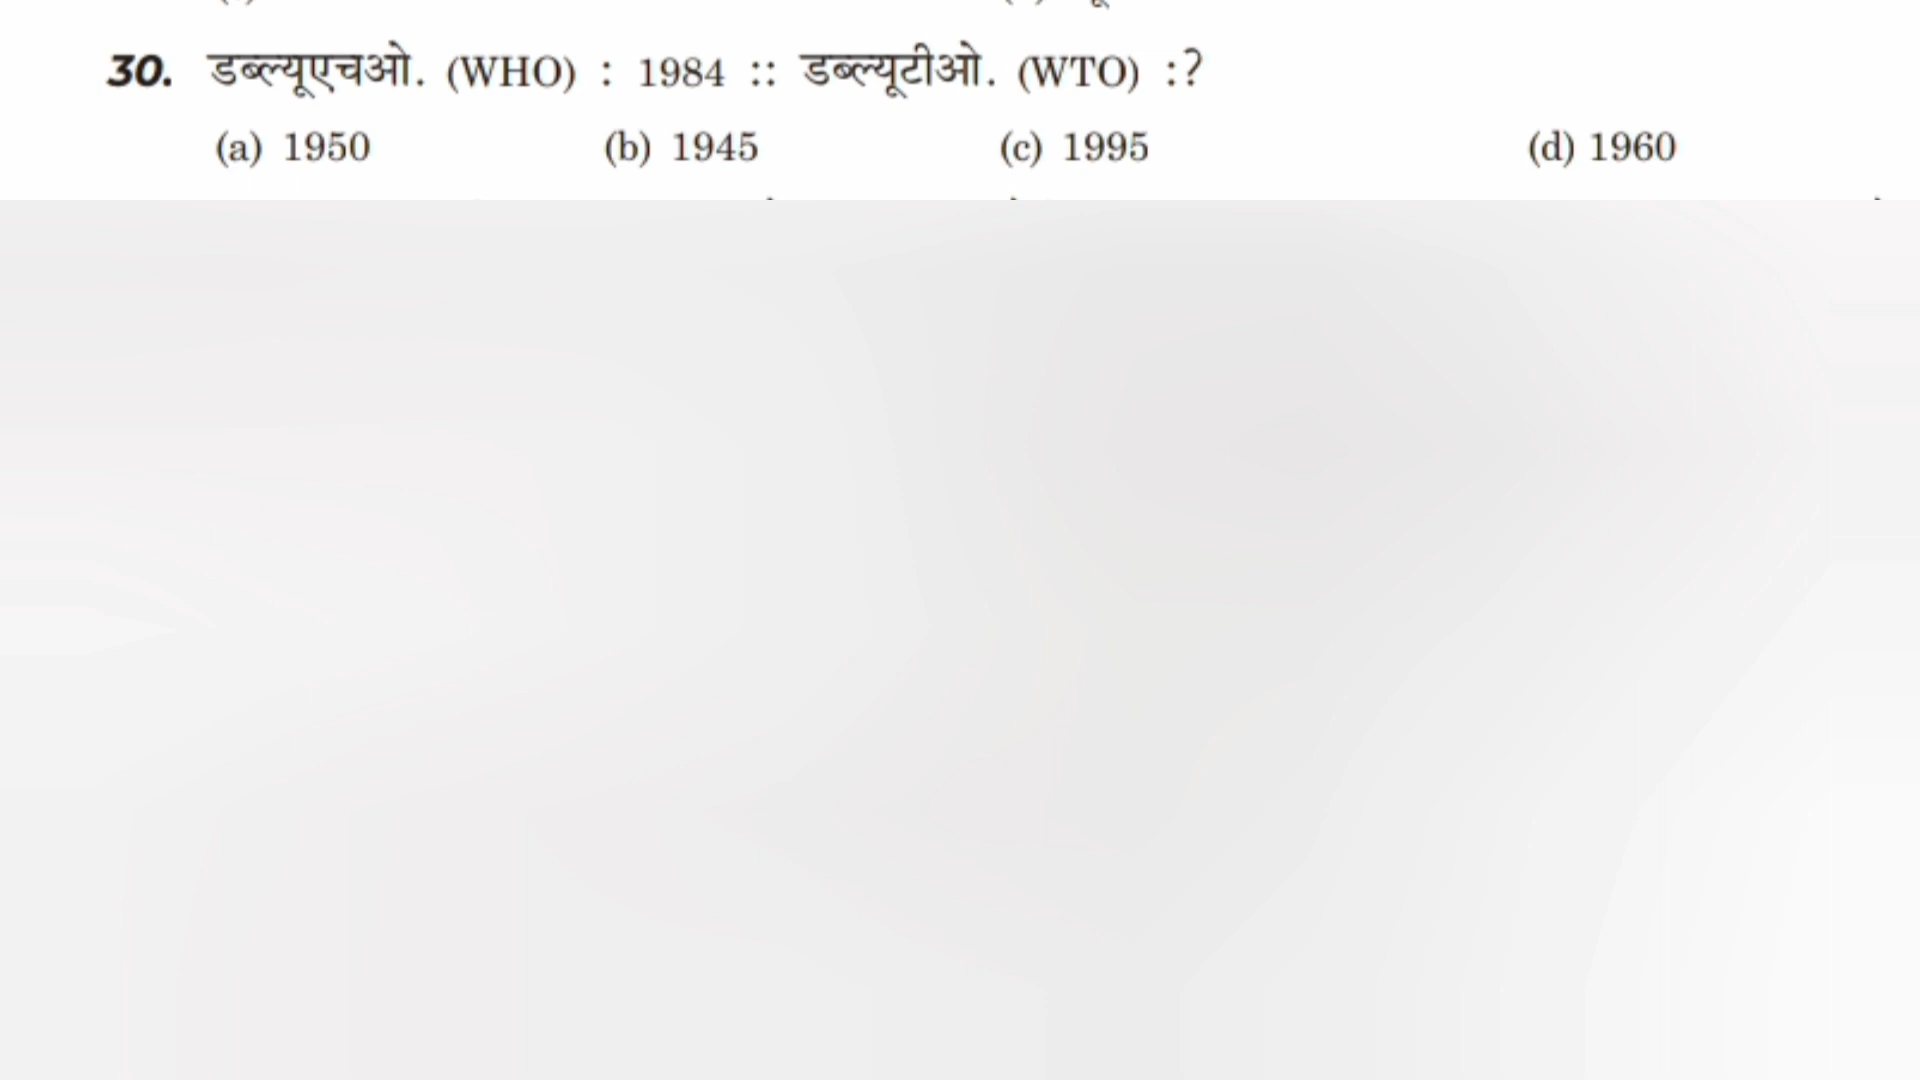 30. डब्ल्यूएचओ. (WHO) : 1984 :: डब्ल्यूटीओ. (WTO) :?
(a) 1950 (b) 1945 (c) 1995 (d) 1960